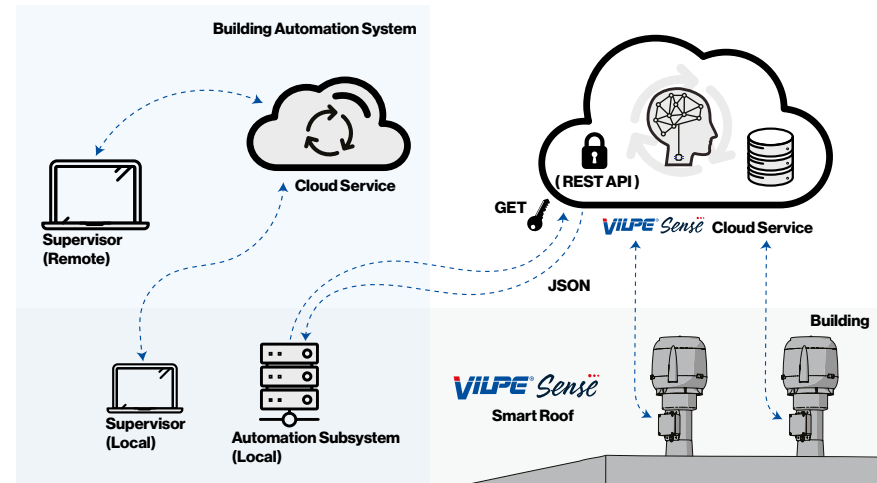 Building Automation System
Cloud Service
Supervisor
(Remote)
( REST API )
GET
VILPE® Sense Cloud Service
JSON
Building
Supervisor
(Local)
Automation Subsystem
(Local)
VILPE® Sense
Smart Roof